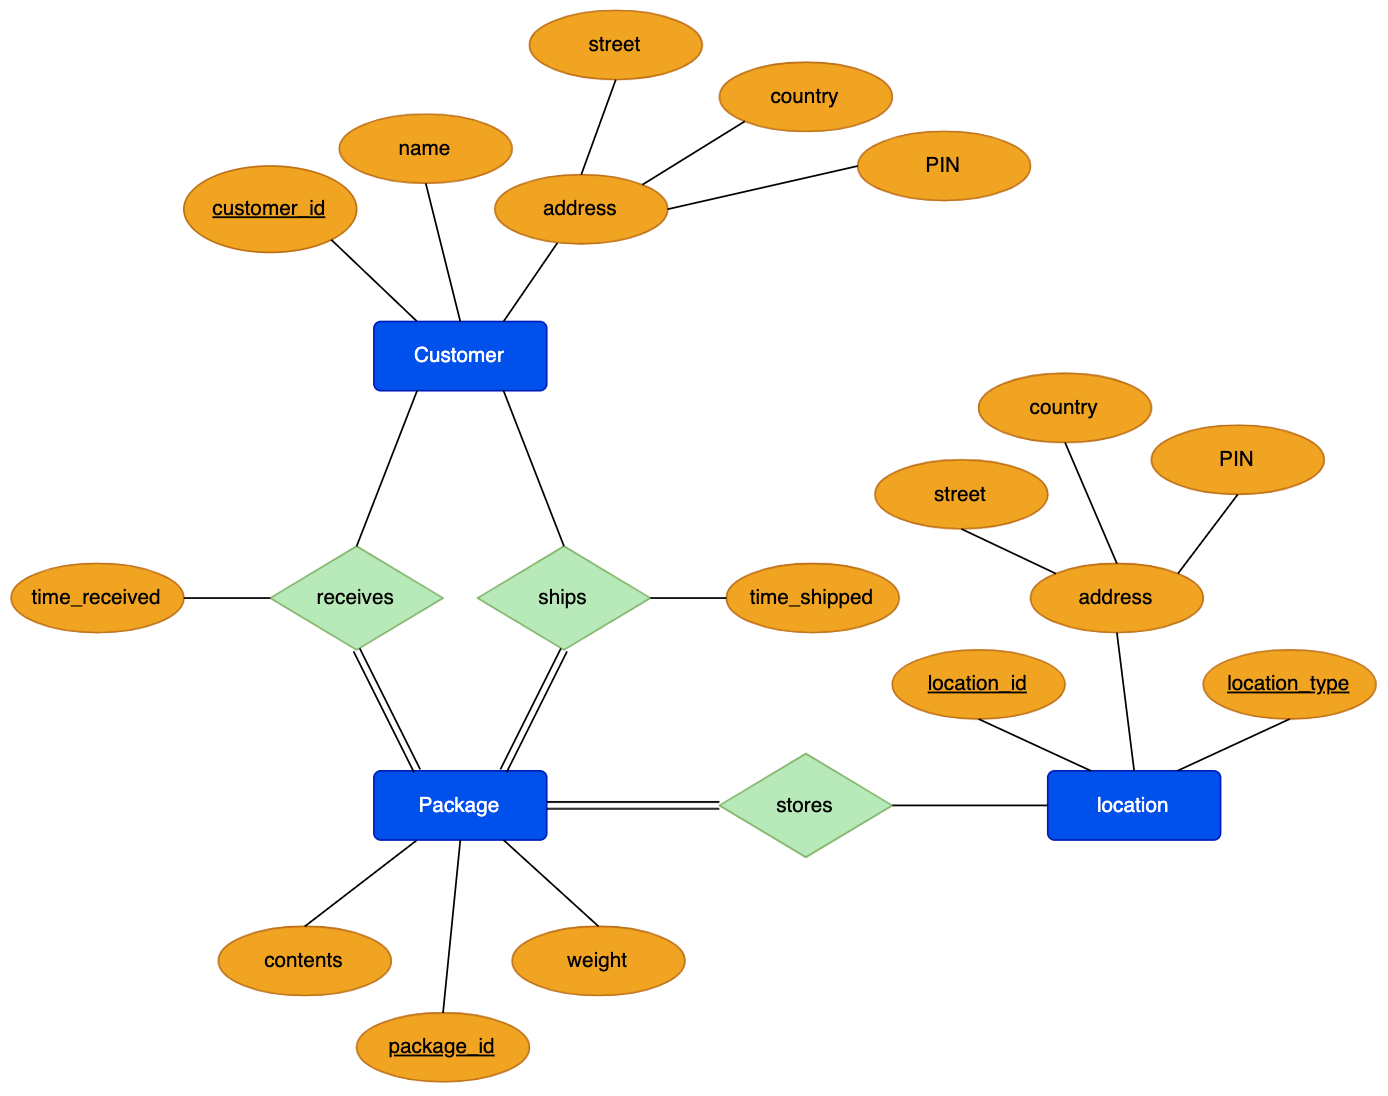 street
country
name
PIN
customer_id
address
Customer
country
PIN
street
time_received
receives
ships
time_shipped
address
location_id
location_type
Package
stores
location
contents
weight
package_id